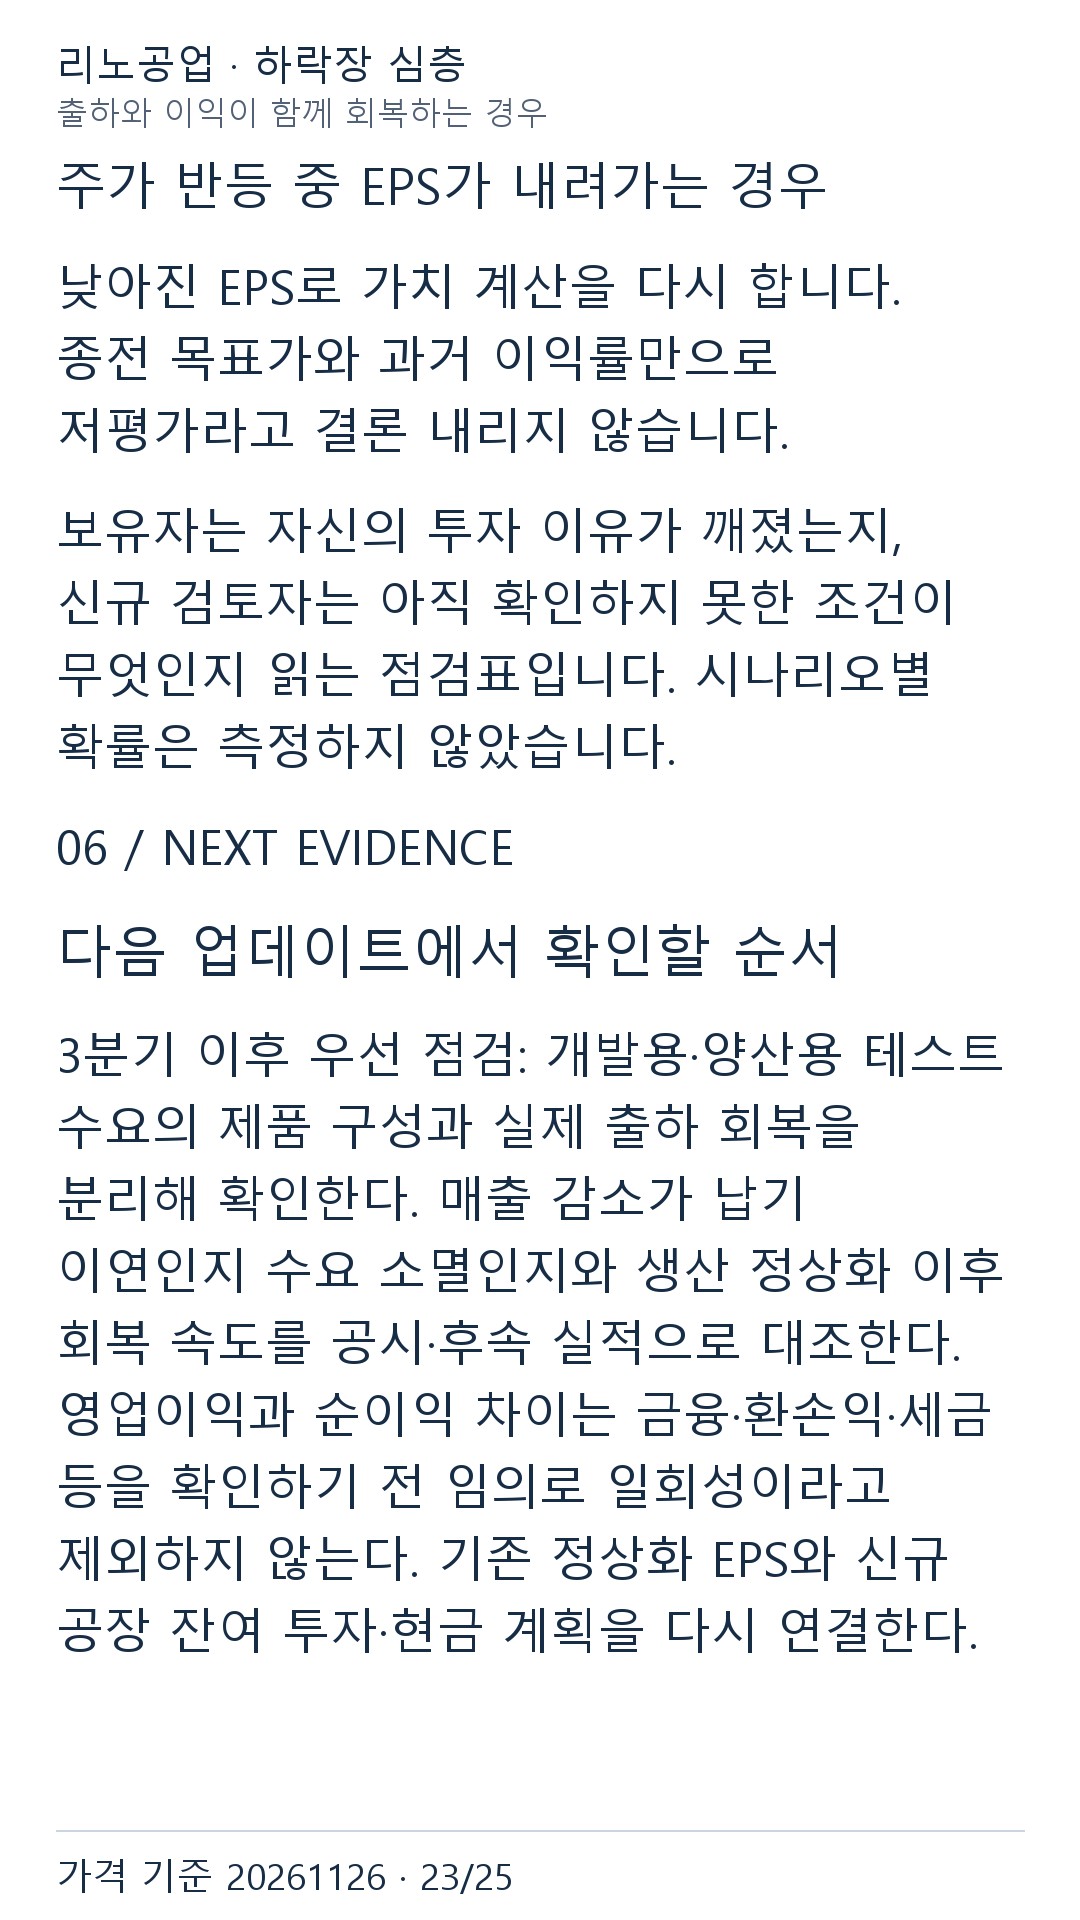 리노공업 · 하락장 심층
출하와 이익이 함께 회복하는 경우
주가 반등 중 EPS가 내려가는 경우
낮아진 EPS로 가치 계산을 다시 합니다.
종전 목표가와 과거 이익률만으로
저평가라고 결론 내리지 않습니다.
보유자는 자신의 투자 이유가 깨졌는지,
신규 검토자는 아직 확인하지 못한 조건이
무엇인지 읽는 점검표입니다. 시나리오별
확률은 측정하지 않았습니다.
06 / NEXT EVIDENCE
다음 업데이트에서 확인할 순서
3분기 이후 우선 점검: 개발용·양산용 테스트
수요의 제품 구성과 실제 출하 회복을
분리해 확인한다. 매출 감소가 납기
이연인지 수요 소멸인지와 생산 정상화 이후
회복 속도를 공시·후속 실적으로 대조한다.
영업이익과 순이익 차이는 금융·환손익·세금
등을 확인하기 전 임의로 일회성이라고
제외하지 않는다. 기존 정상화 EPS와 신규
공장 잔여 투자·현금 계획을 다시 연결한다.
가격 기준 20261126 · 23/25